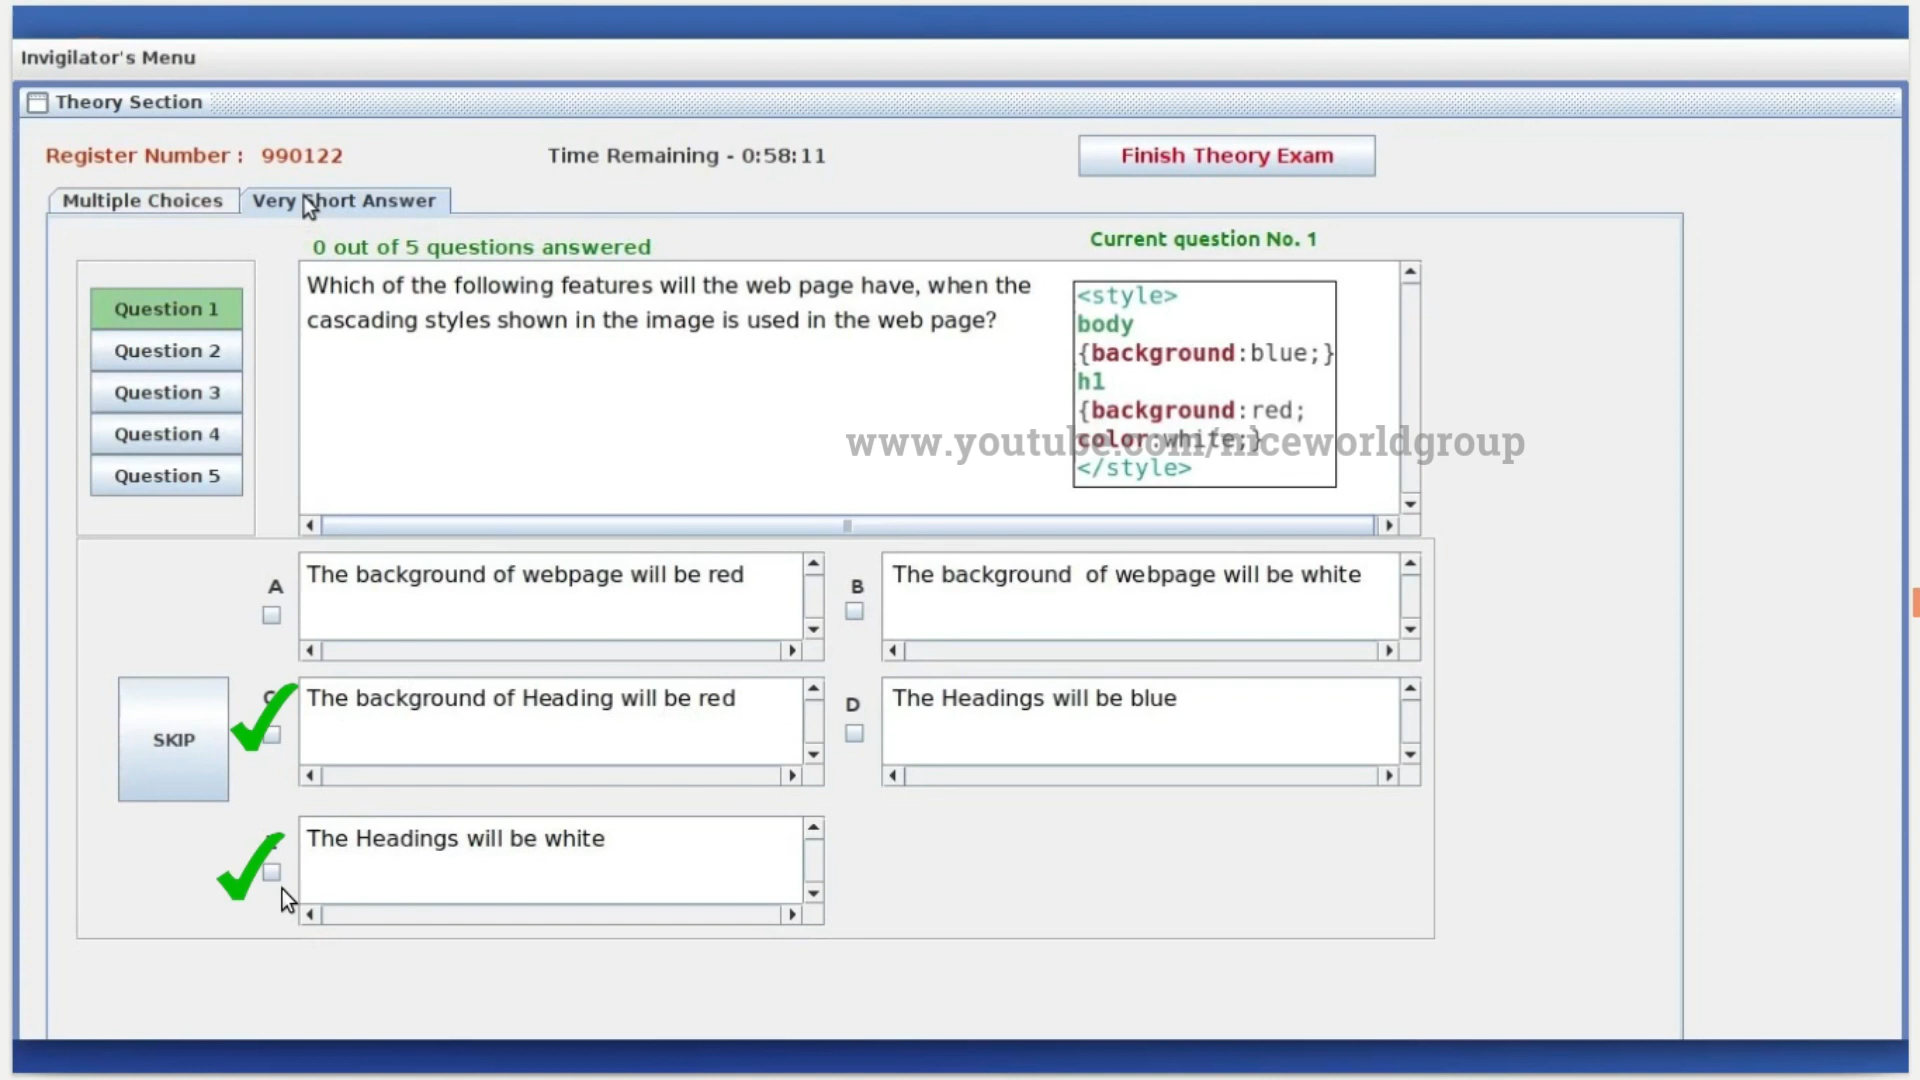 Invigilator's Menu
Theory Section
Register Number : 990122
Time Remaining - 0:58:11
Finish Theory Exam
Multiple Choices
Very Short Answer
0 out of 5 questions answered
Current question No. 1
Question 1
Question 2
Question 3
Question 4
Question 5
Which of the following features will the web page have, when the
cascading styles shown in the image is used in the web page?
<style>
body
{background:blue;}
h1
{background:red;
color:white;}
</style>
www.youtube.com/niceworldgroup
A
The background of webpage will be red
B
The background  of webpage will be white
SKIP
The background of Heading will be red
D
The Headings will be blue
The Headings will be white